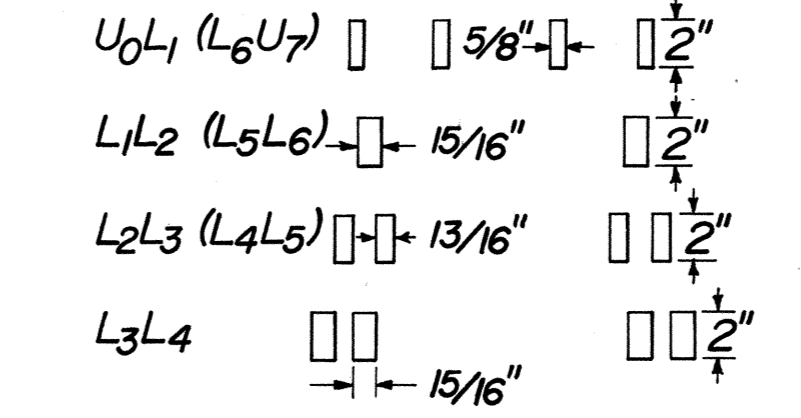 U0L1 (L6U7) 5/8" 2"
L1L2 (L5L6) 15/16" 2"
L2L3 (L4L5) 13/16" 2"
L3L4 2"
15/16"